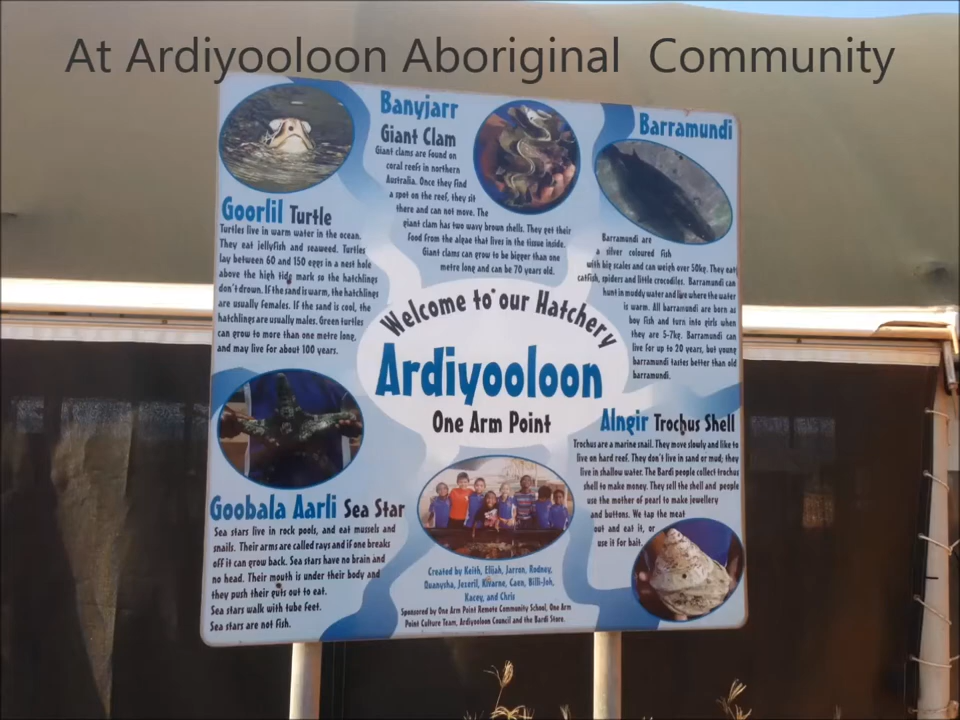 At Ardiyooloon Aboriginal Community
Goorlil Turtle
Turtles live in warm water in the ocean.
They eat jellyfish and seaweed. Turtles
lay between 60 and 150 eggs in a nest hole
above the high tide mark so the hatchlings
don't drown. If the sand is warm, the hatchlings
are usually females. If the sand is cool, the
hatchlings are usually males. Green turtles
can grow to more than one metre long,
and may live for about 100 years.
Banyjarr
Giant Clam
Giant clams are found on
coral reefs in northern
Australia. Once they find
a spot on the reef, they sit
there and can not move. The
giant clam has two wavy brown shells. They get their
food from the algae that lives in the tissue inside.
Giant clams can grow to be bigger than one
metre long and can be 70 years old.
Barramundi
Barramundi are
a silver coloured fish
with big scales and can weigh over 50kg. They eat
catfish, spiders and little crocodiles. Barramundi can
hunt in muddy water and live where the water
is warm. All barramundi are born as
boy fish and turn into girls when
they are 5-7kg. Barramundi can
live for up to 20 years, but young
barramundi tastes better than old
barramundi.
Welcome to our Hatchery
Ardiyooloon
One Arm Point
Goobala Aarli Sea Star
Sea stars live in rock pools, and eat mussels and
snails. Their arms are called rays and if one breaks
off it can grow back. Sea stars have no brain and
no head. Their mouth is under their body and
they push their guts out to eat.
Sea stars walk with tube feet.
Sea stars are not fish.
Alngir Trochus Shell
Trochus are a marine snail. They move slowly and like to
live on hard reef. They don't live in sand or mud; they
live in shallow water. The Bardi people collect trochus
shell to make money. They sell the shell and people
use the mother of pearl to make jewellery
and buttons. We tap the meat
out and eat it, or
use it for bait.
Created by Keith, Elijah, Jarron, Rodney,
Quanysha, Jezeril, Kivarne, Caen, Billi-Joh,
Kacey, and Chris
Sponsored by One Arm Point Remote Community School, One Arm
Point Culture Team, Ardiyooloon Council and the Bardi Store.